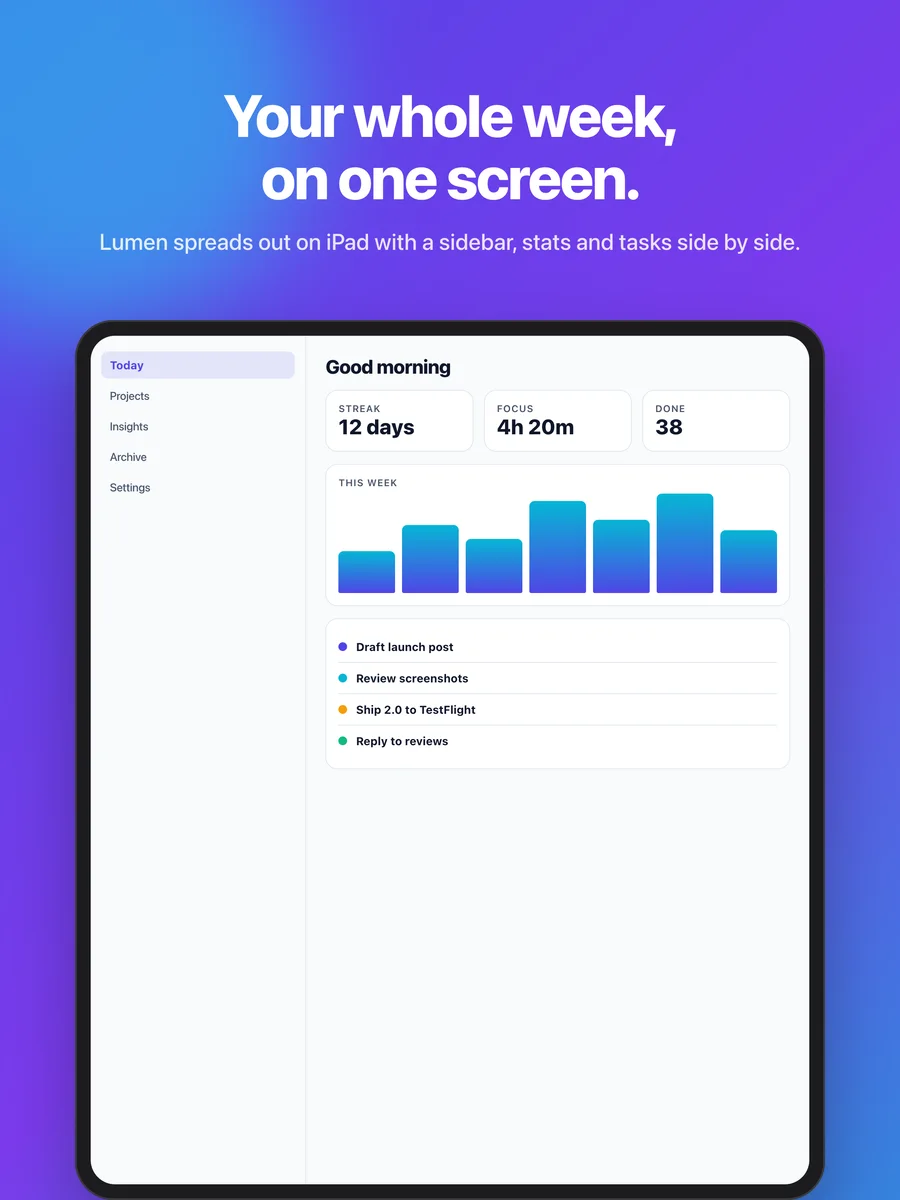 Your whole week,
on one screen.
Lumen spreads out on iPad with a sidebar, stats and tasks side by side.
Today
Projects
Insights
Archive
Settings
Good morning
STREAK
12 days
FOCUS
4h 20m
DONE
38
THIS WEEK
Draft launch post
Review screenshots
Ship 2.0 to TestFlight
Reply to reviews